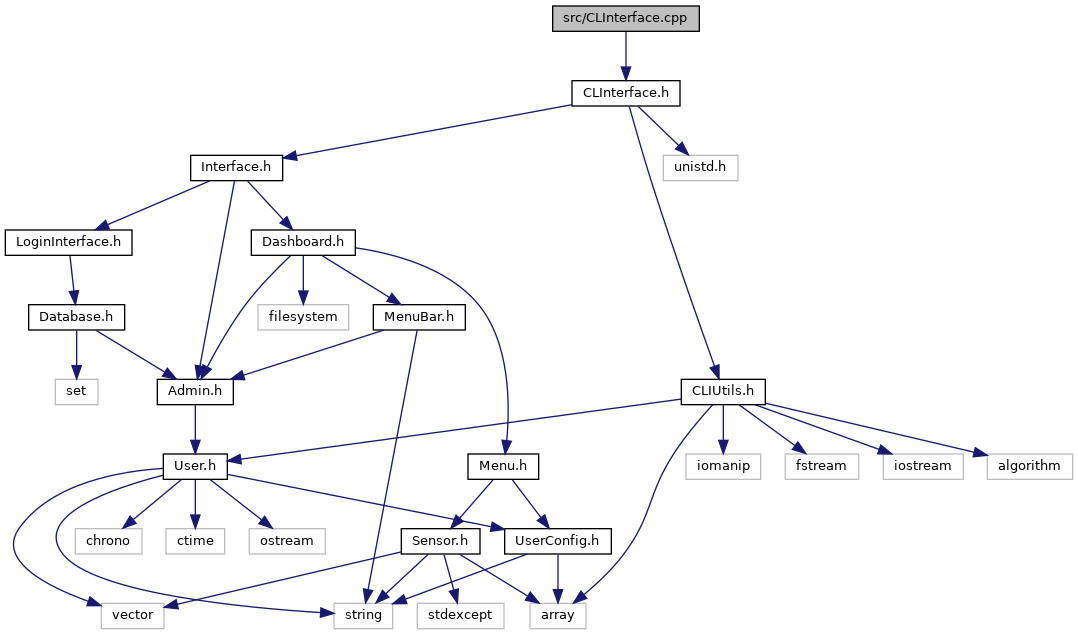 src/CLInterface.cpp
CLInterface.h
Interface.h
unistd.h
LoginInterface.h
Dashboard.h
Database.h
filesystem
MenuBar.h
set
Admin.h
CLIUtils.h
User.h
Menu.h
iomanip
fstream
iostream
algorithm
chrono
ctime
ostream
Sensor.h
UserConfig.h
vector
string
stdexcept
array